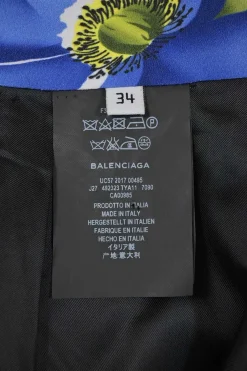 34
BALENCIAGA
UC57 2017 00485
J27 482325 TYA11 7090
CA00985
PRODOTTO IN ITALIA
MADE IN ITALY
HERGESTELLT IN ITALIEN
FABRIQUE EN ITALIE
HECHO EN ITALIA
イタリア製
产地:意大利